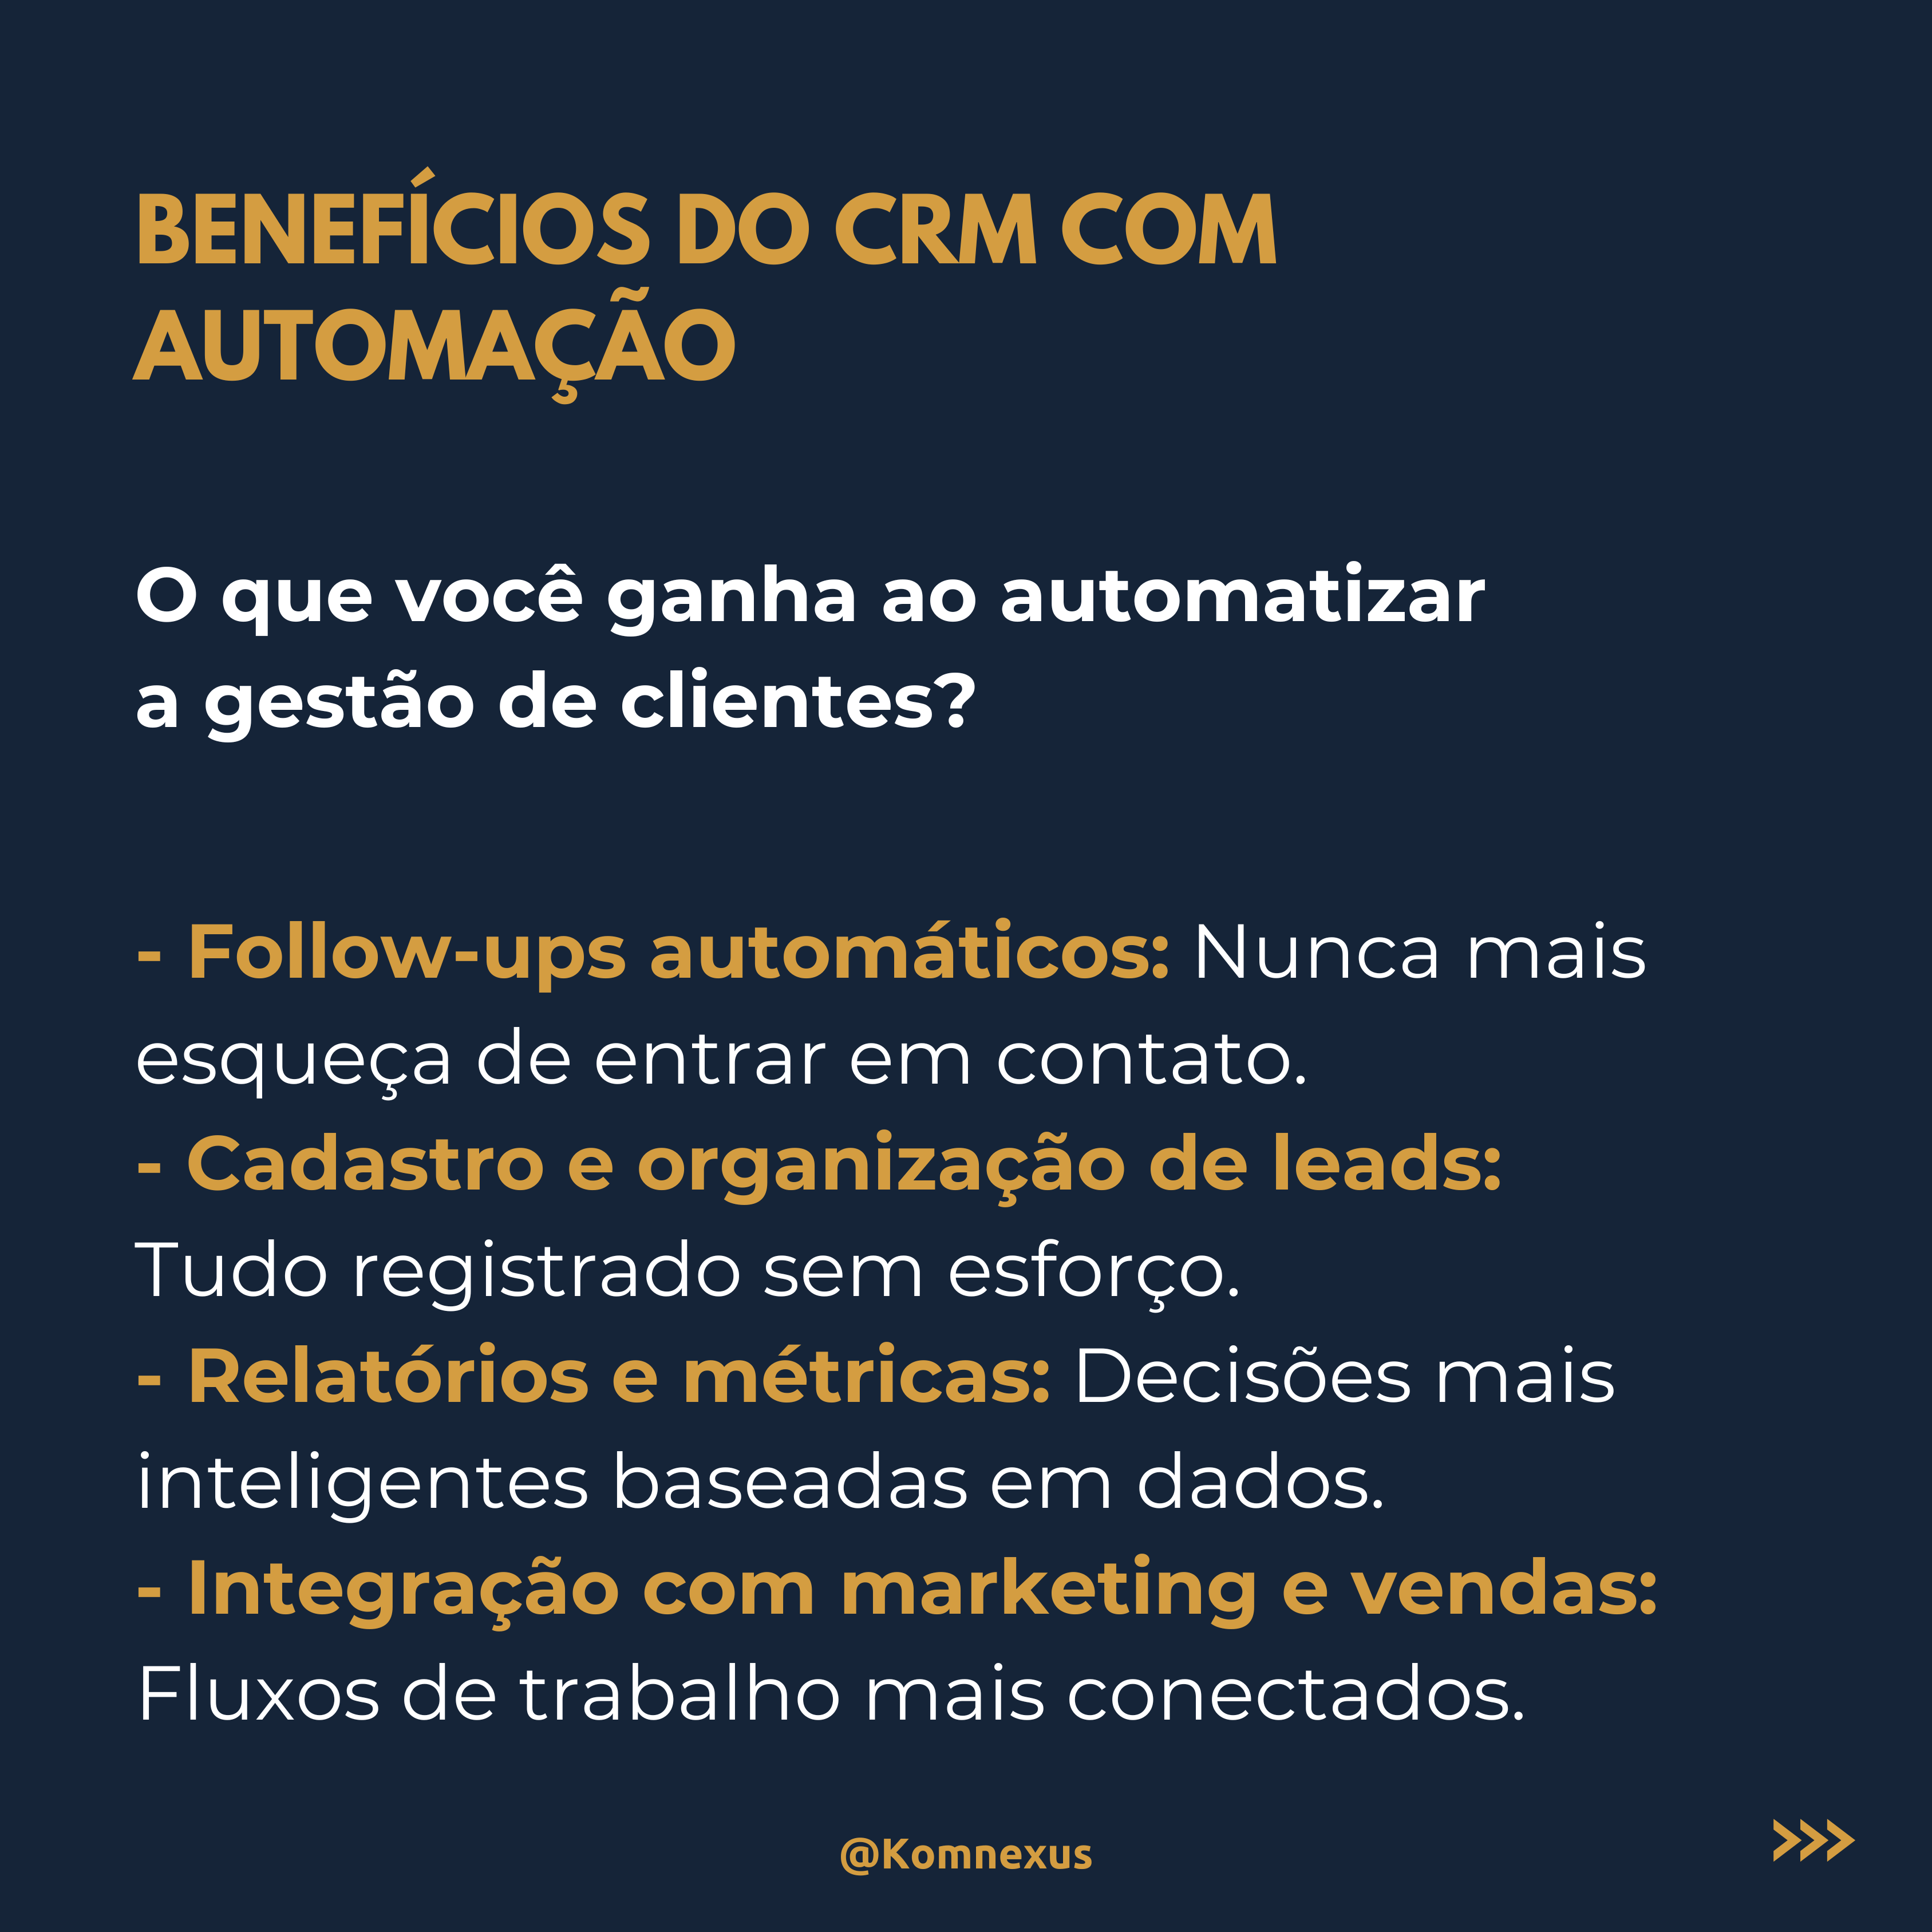 BENEFÍCIOS DO CRM COM
AUTOMAÇÃO
O que você ganha ao automatizar
a gestão de clientes?
- Follow-ups automáticos: Nunca mais
esqueça de entrar em contato.
- Cadastro e organização de leads:
Tudo registrado sem esforço.
- Relatórios e métricas: Decisões mais
inteligentes baseadas em dados.
- Integração com marketing e vendas:
Fluxos de trabalho mais conectados.
@Komnexus